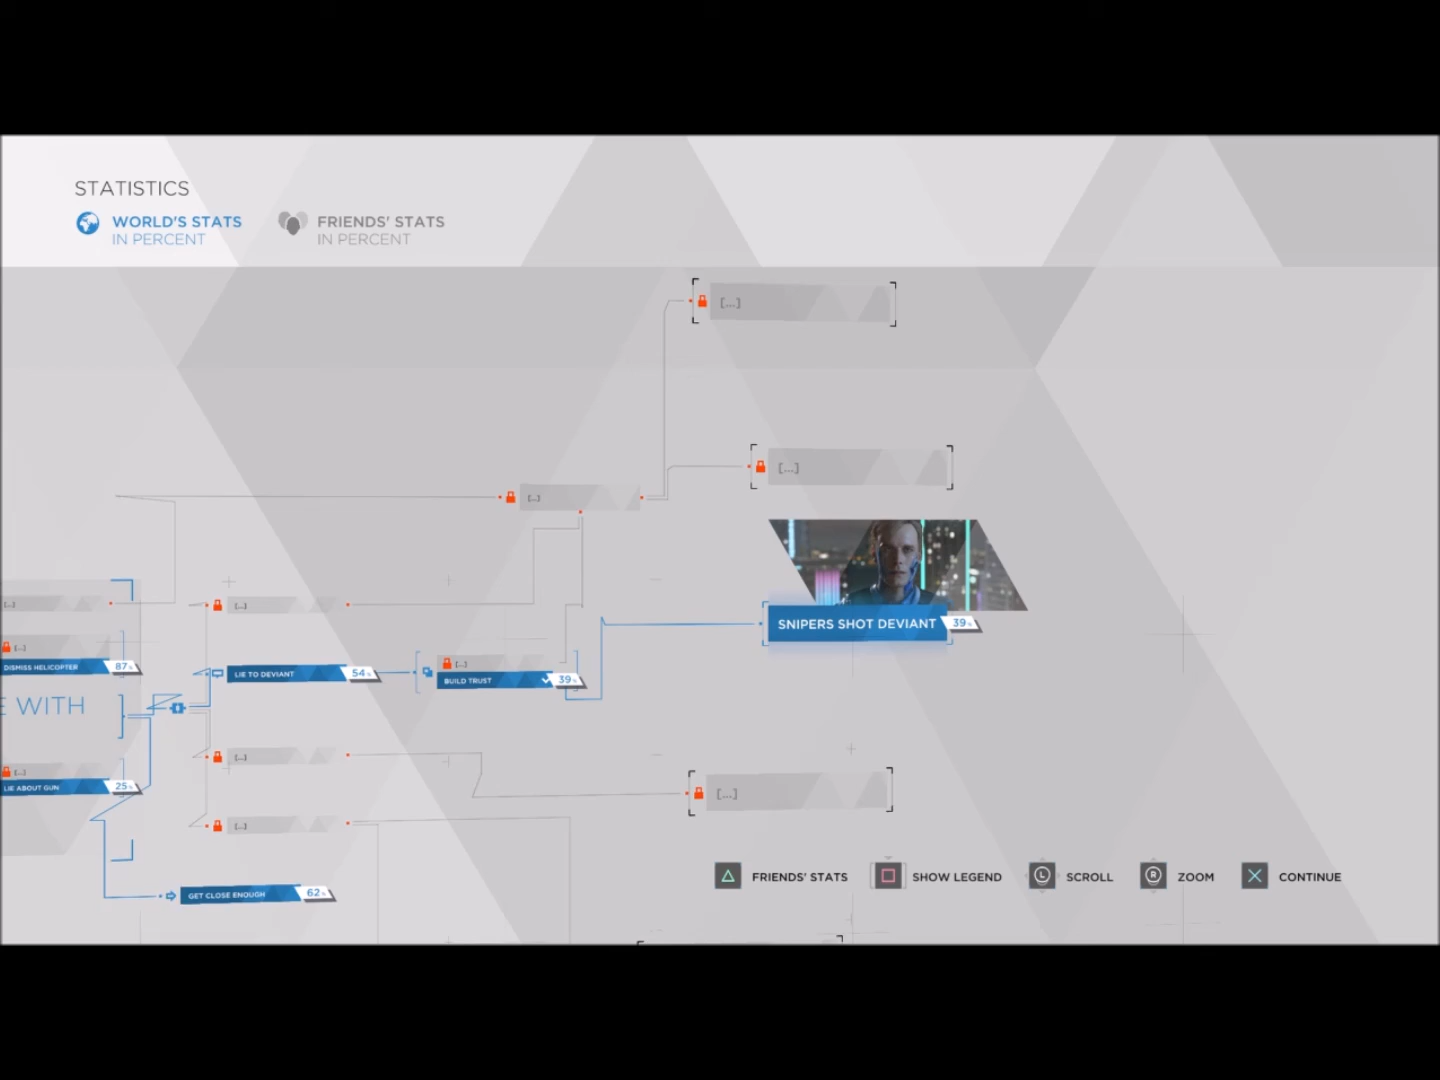 STATISTICS
WORLD'S STATS
IN PERCENT
FRIENDS' STATS
IN PERCENT
[...]
[...]
[...]
SNIPERS SHOT DEVIANT 39%
[...]
[...]
[...]
DISMISS HELICOPTER 87%
LIE TO DEVIANT 54%
[...]
BUILD TRUST 39%
E WITH
[...]
[...]
LIE ABOUT GUN 25%
[...]
[...]
GET CLOSE ENOUGH 62%
FRIENDS' STATS
SHOW LEGEND
L SCROLL
R ZOOM
CONTINUE